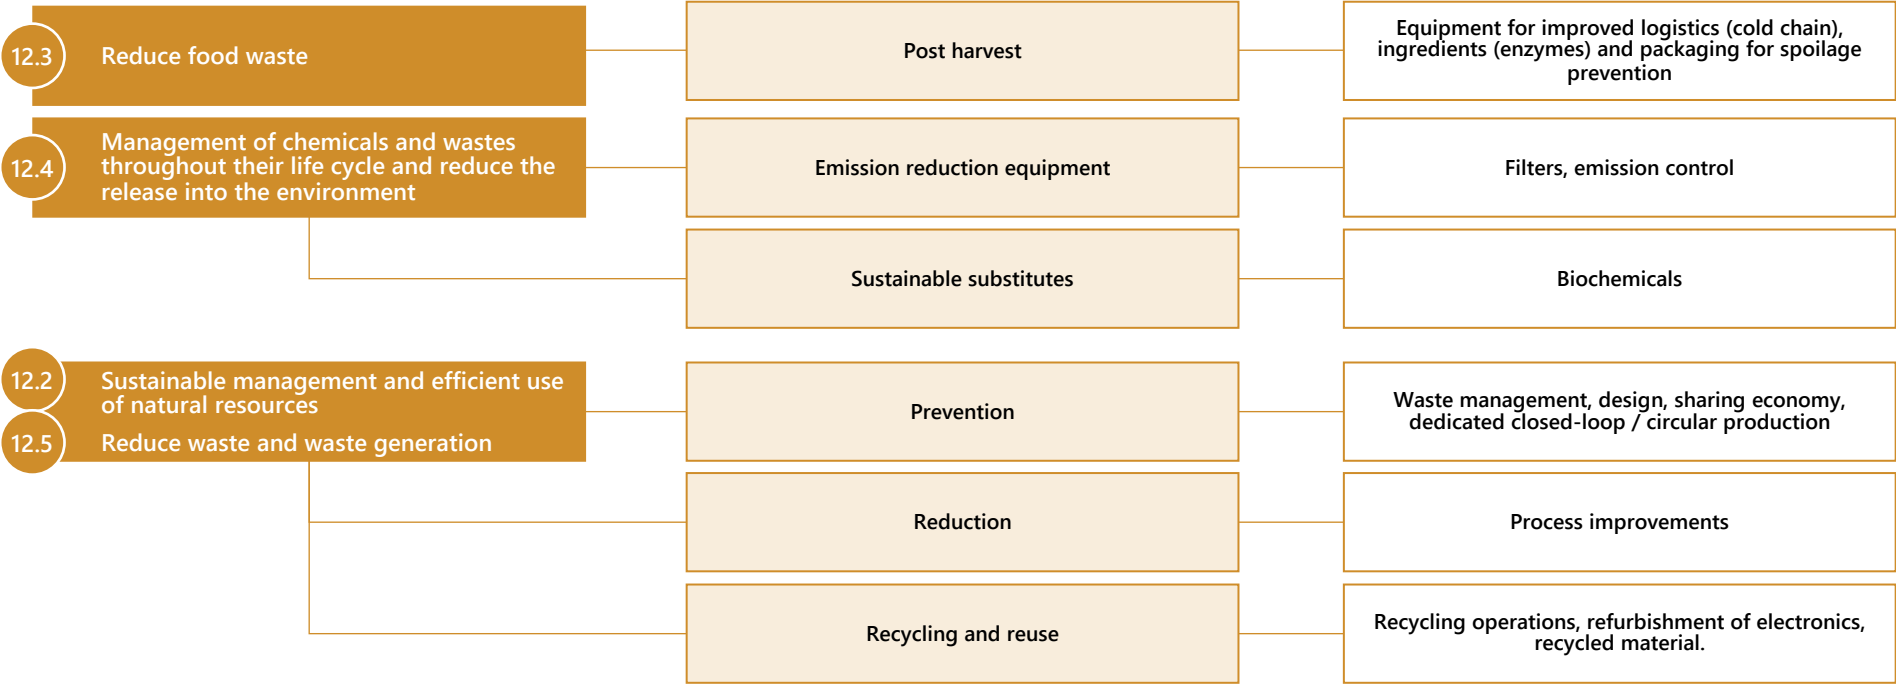 12.3
Reduce food waste
Post harvest
Equipment for improved logistics (cold chain),
ingredients (enzymes) and packaging for spoilage
prevention
12.4
Management of chemicals and wastes
throughout their life cycle and reduce the
release into the environment
Emission reduction equipment
Filters, emission control
Sustainable substitutes
Biochemicals
12.2
Sustainable management and efficient use
of natural resources
12.5
Reduce waste and waste generation
Prevention
Waste management, design, sharing economy,
dedicated closed-loop / circular production
Reduction
Process improvements
Recycling and reuse
Recycling operations, refurbishment of electronics,
recycled material.